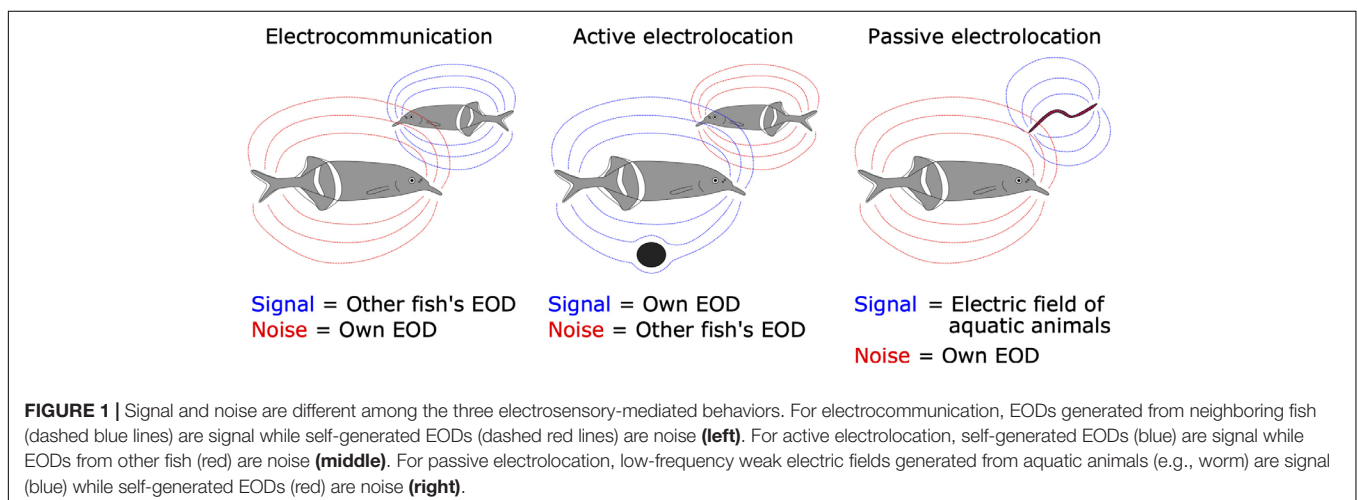 Electrocommunication
Signal = Other fish's EOD
Noise = Own EOD
Active electrolocation
Signal = Own EOD
Noise = Other fish's EOD
Passive electrolocation
Signal = Electric field of
aquatic animals
Noise = Own EOD
FIGURE 1 | Signal and noise are different among the three electrosensory-mediated behaviors. For electrocommunication, EODs generated from neighboring fish
(dashed blue lines) are signal while self-generated EODs (dashed red lines) are noise (left). For active electrolocation, self-generated EODs (blue) are signal while
EODs from other fish (red) are noise (middle). For passive electrolocation, low-frequency weak electric fields generated from aquatic animals (e.g., worm) are signal
(blue) while self-generated EODs (red) are noise (right).